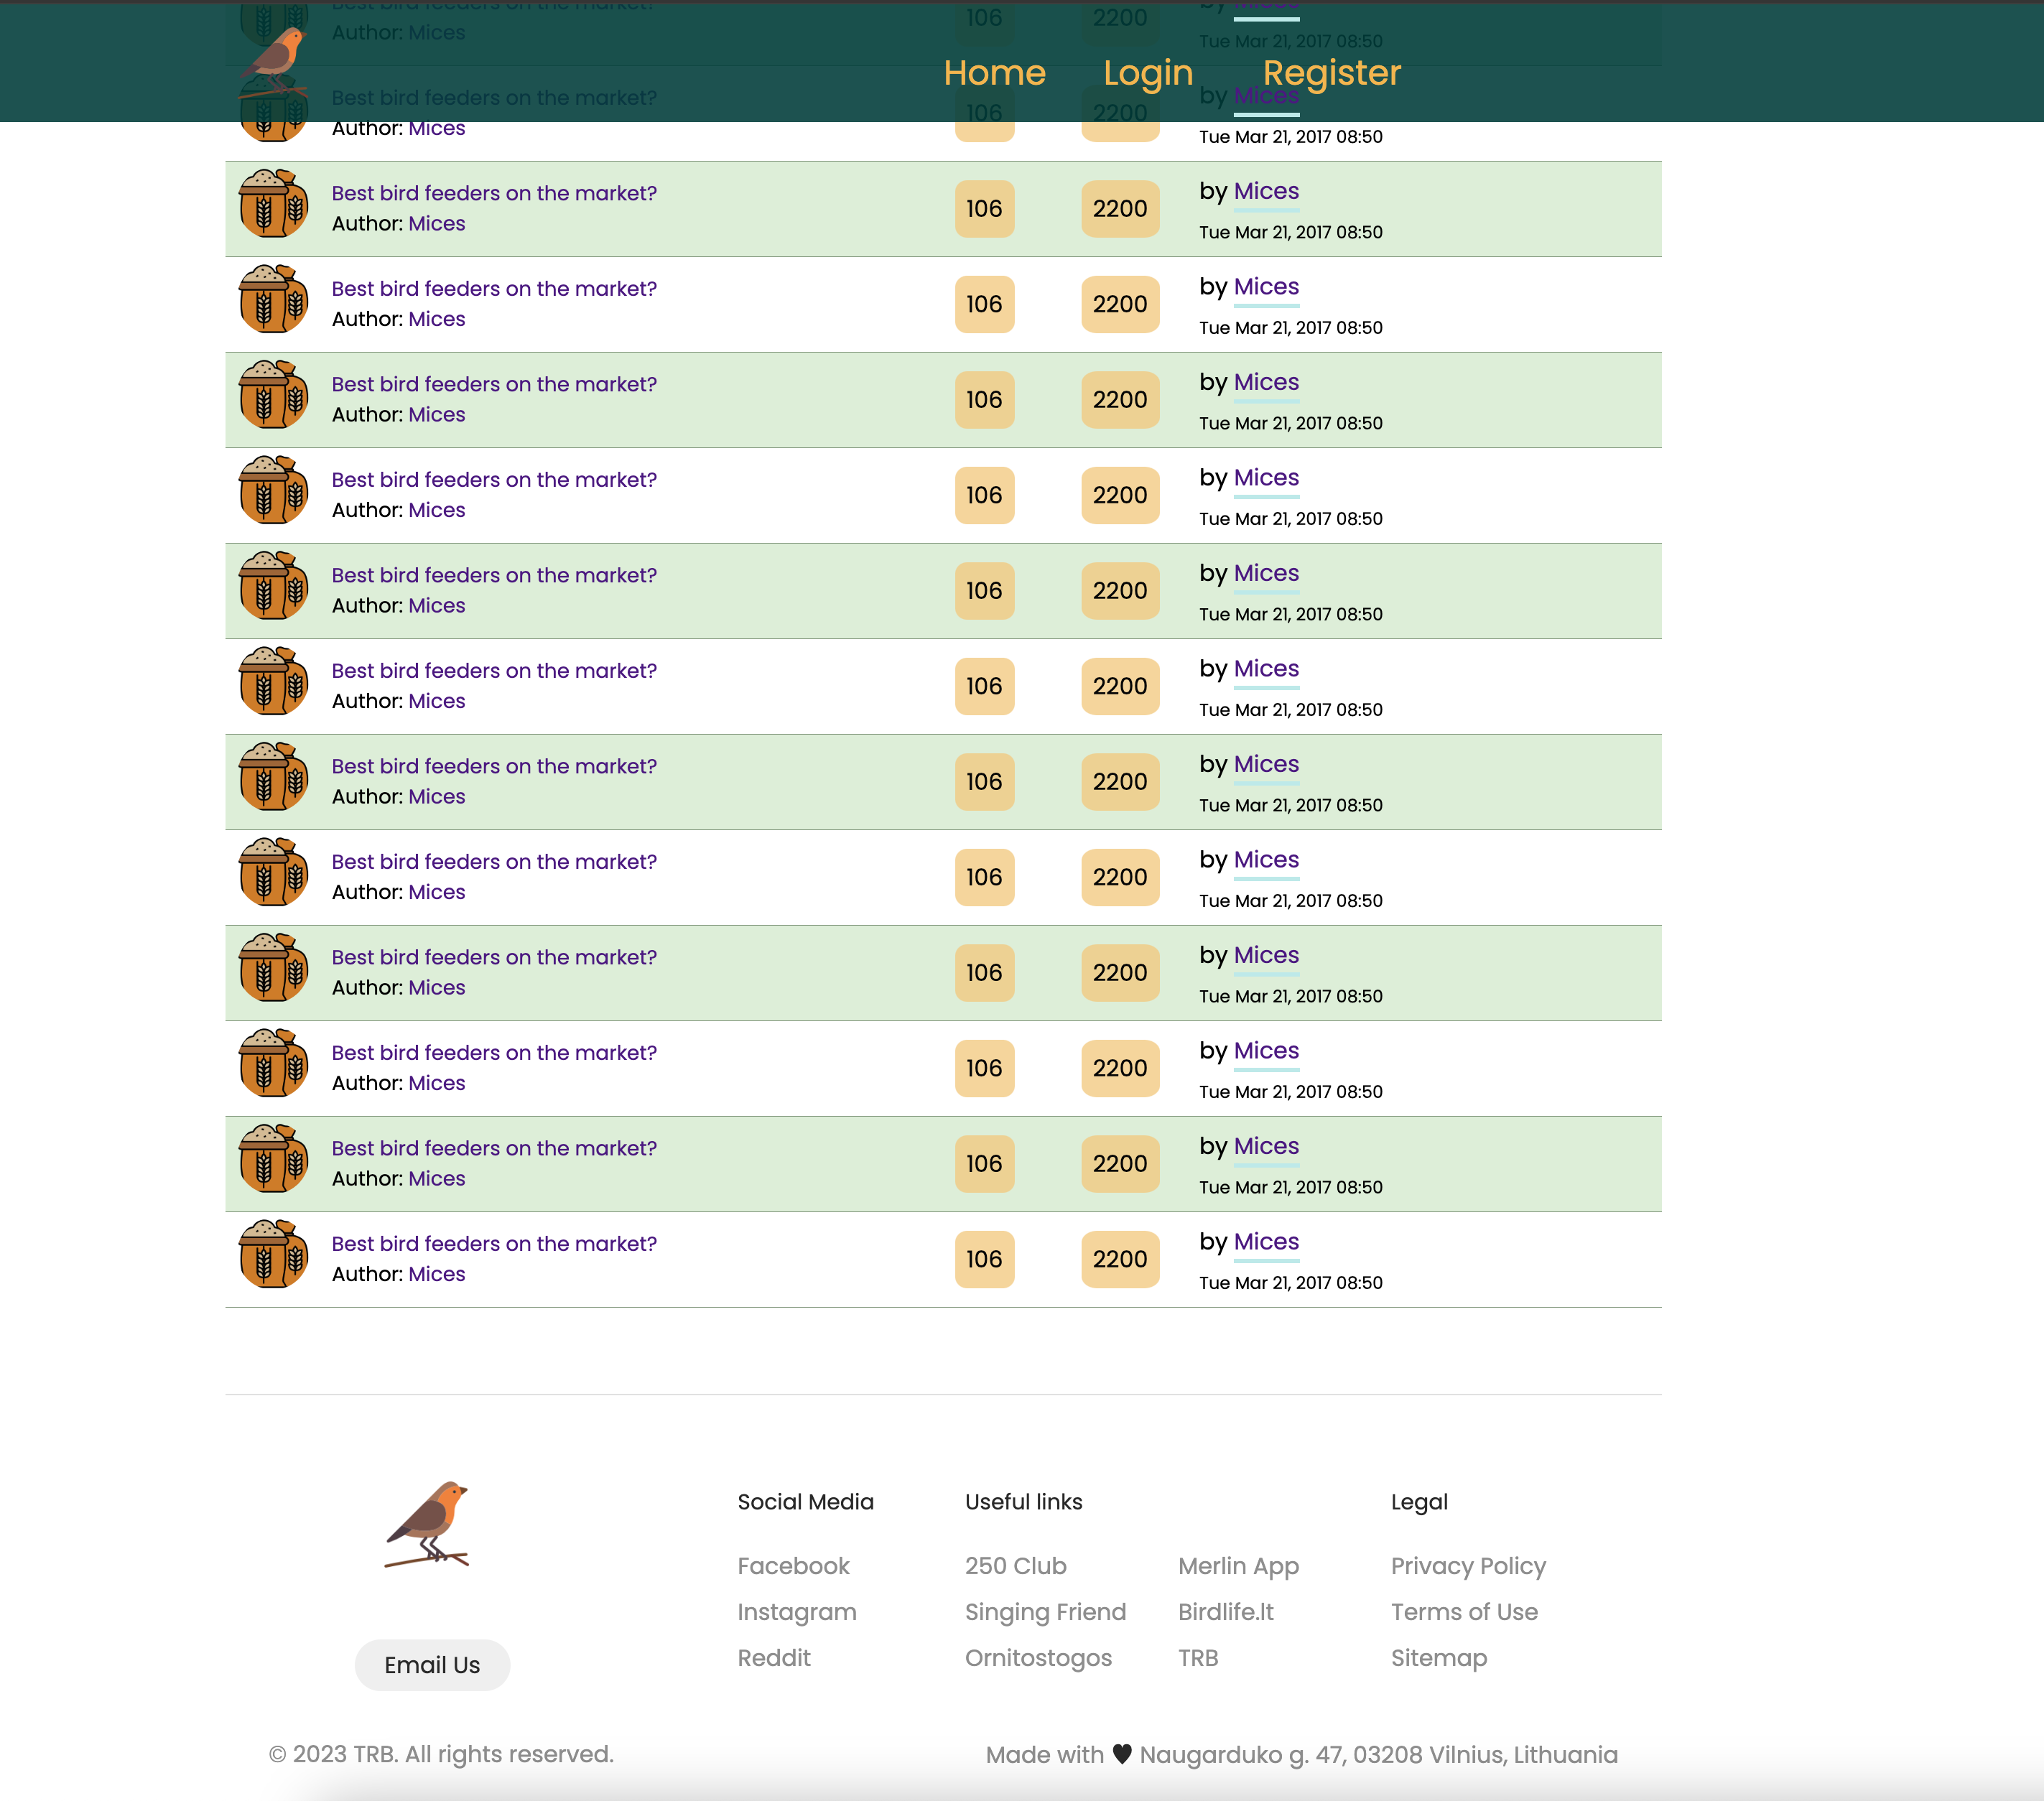 Best bird feeders on the market?
Author: Mices
106
2200
by Mices
Tue Mar 21, 2017 08:50
Home Login Register
Best bird feeders on the market?
Author: Mices
106
2200
by Mices
Tue Mar 21, 2017 08:50
Best bird feeders on the market?
Author: Mices
106
2200
by Mices
Tue Mar 21, 2017 08:50
Best bird feeders on the market?
Author: Mices
106
2200
by Mices
Tue Mar 21, 2017 08:50
Best bird feeders on the market?
Author: Mices
106
2200
by Mices
Tue Mar 21, 2017 08:50
Best bird feeders on the market?
Author: Mices
106
2200
by Mices
Tue Mar 21, 2017 08:50
Best bird feeders on the market?
Author: Mices
106
2200
by Mices
Tue Mar 21, 2017 08:50
Best bird feeders on the market?
Author: Mices
106
2200
by Mices
Tue Mar 21, 2017 08:50
Best bird feeders on the market?
Author: Mices
106
2200
by Mices
Tue Mar 21, 2017 08:50
Best bird feeders on the market?
Author: Mices
106
2200
by Mices
Tue Mar 21, 2017 08:50
Best bird feeders on the market?
Author: Mices
106
2200
by Mices
Tue Mar 21, 2017 08:50
Best bird feeders on the market?
Author: Mices
106
2200
by Mices
Tue Mar 21, 2017 08:50
Best bird feeders on the market?
Author: Mices
106
2200
by Mices
Tue Mar 21, 2017 08:50
Best bird feeders on the market?
Author: Mices
106
2200
by Mices
Tue Mar 21, 2017 08:50
Email Us
Social Media
Facebook
Instagram
Reddit
Useful links
250 Club
Singing Friend
Ornitostogos
Merlin App
Birdlife.lt
TRB
Legal
Privacy Policy
Terms of Use
Sitemap
© 2023 TRB. All rights reserved.
Made with ♥ Naugarduko g. 47, 03208 Vilnius, Lithuania